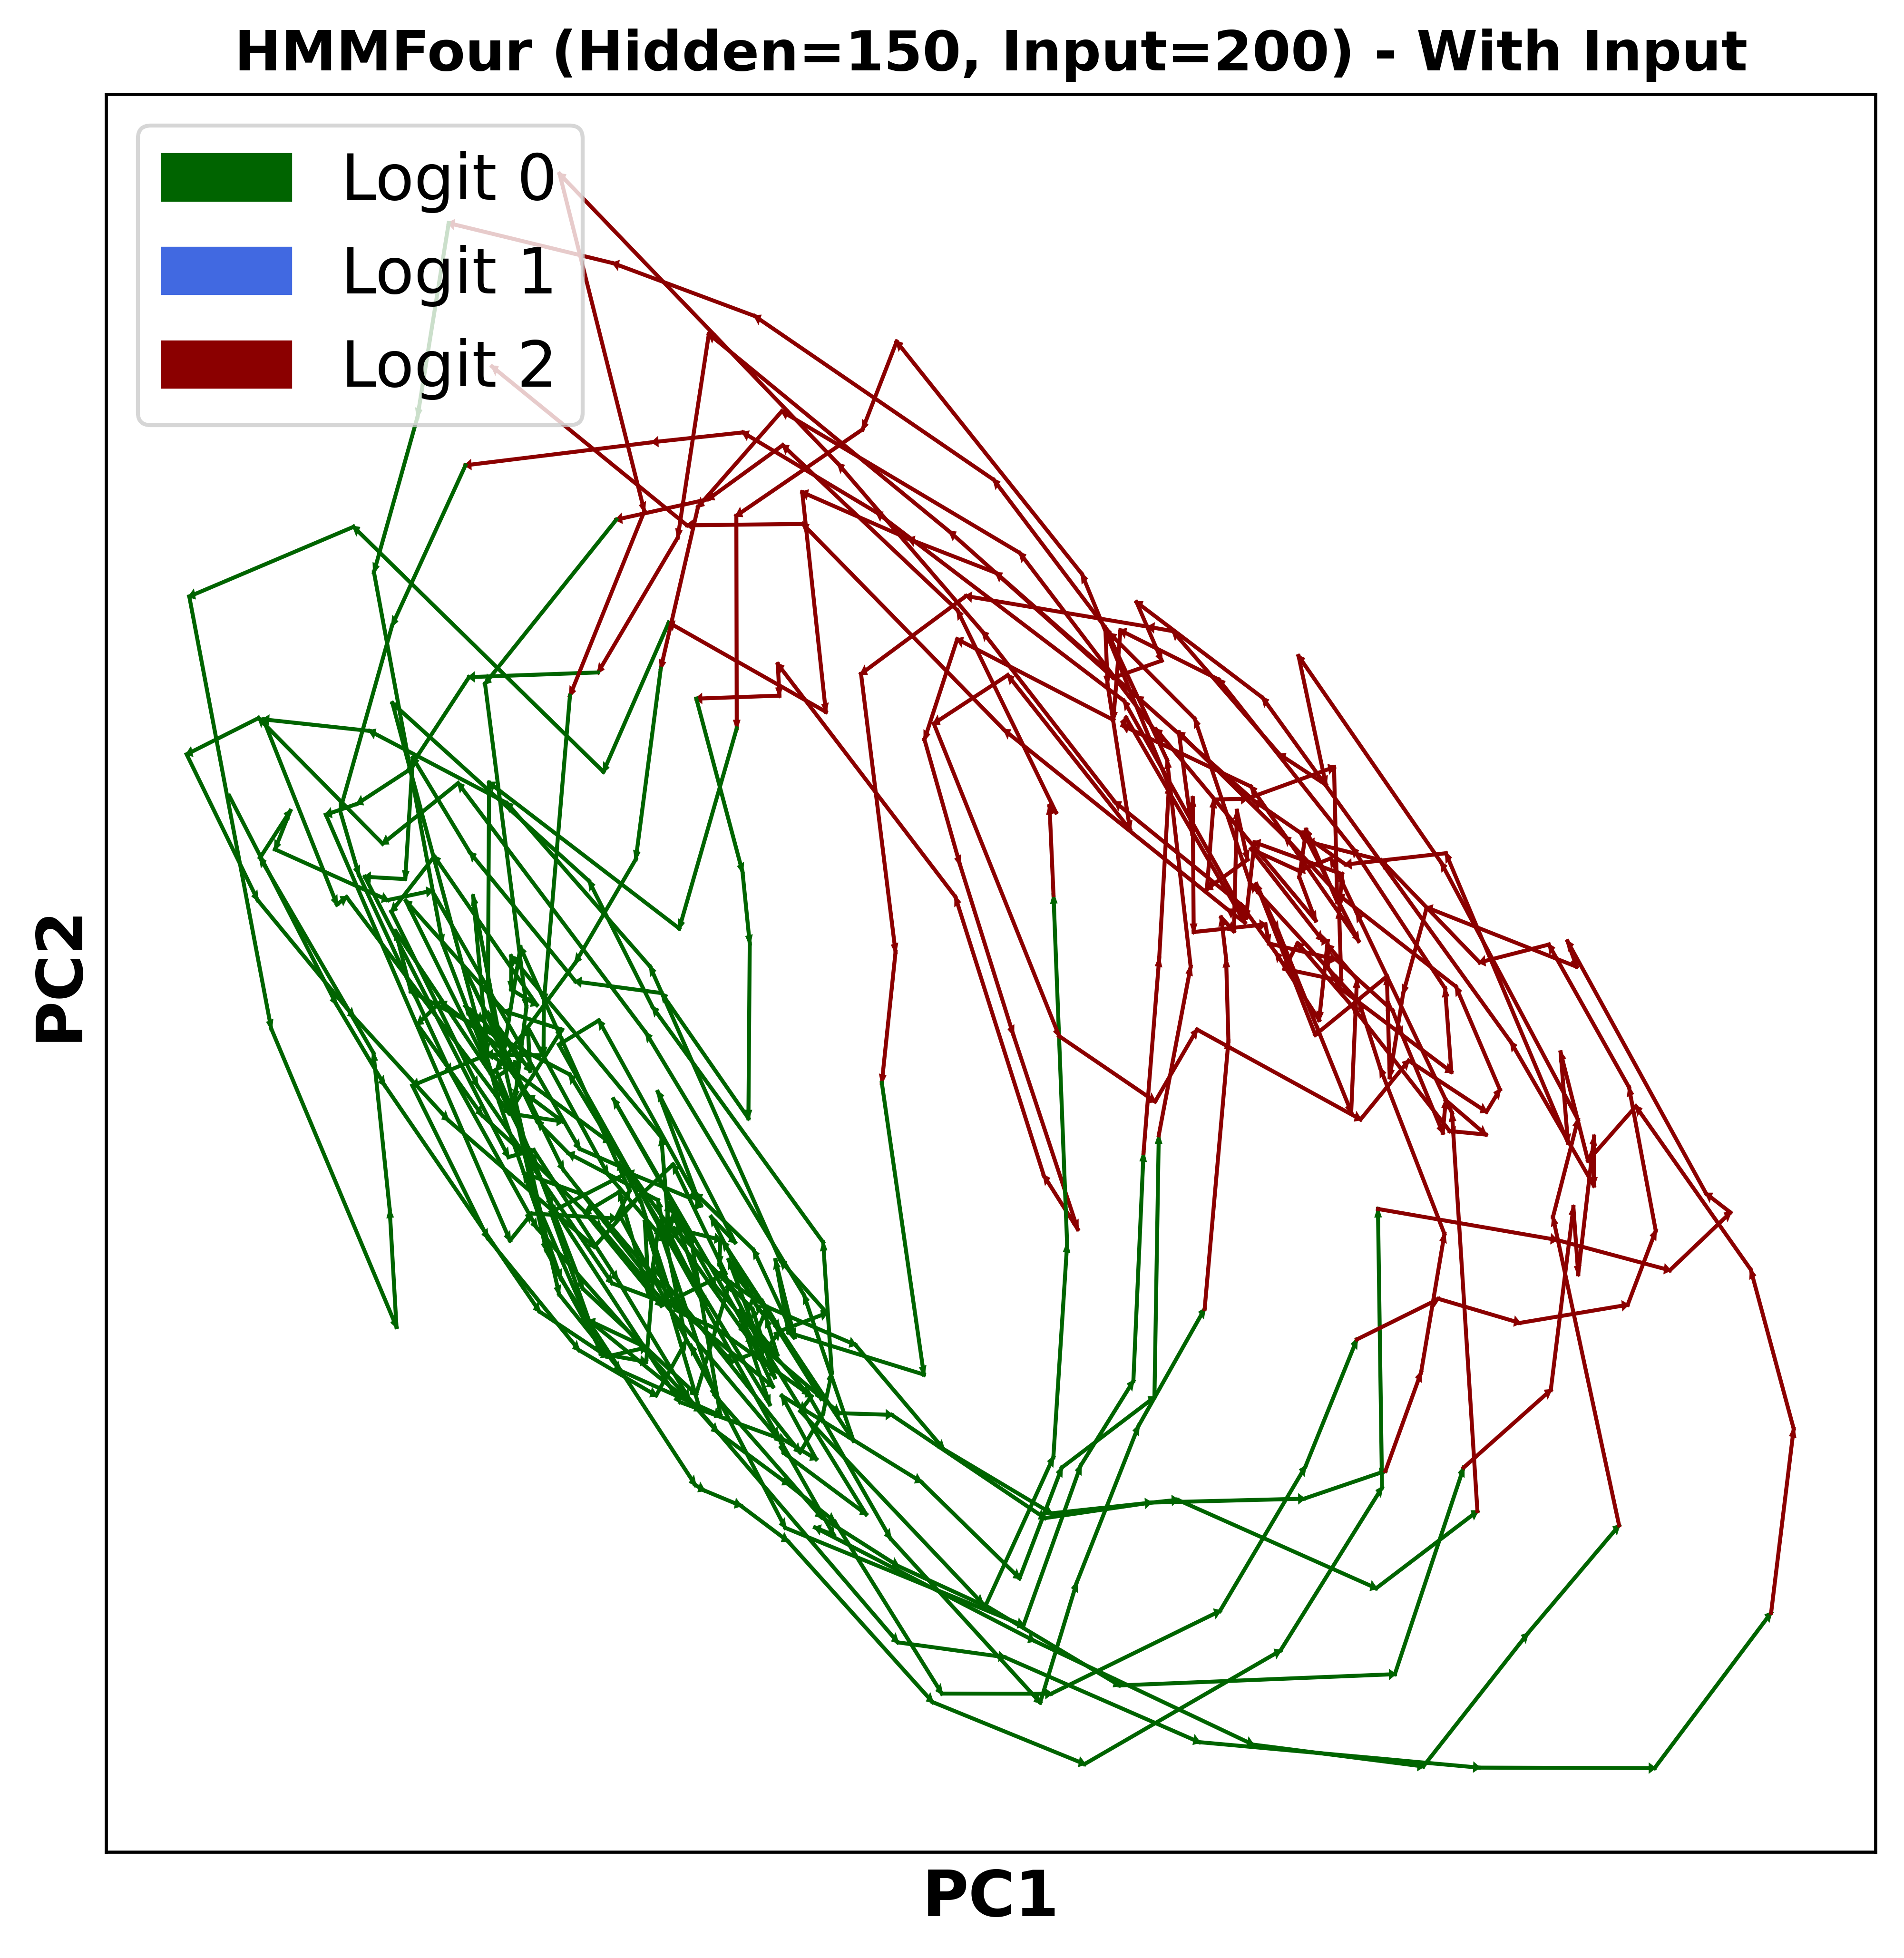 HMMFour (Hidden=150, Input=200) - With Input
Logit 0
Logit 1
Logit 2
PC2
PC1